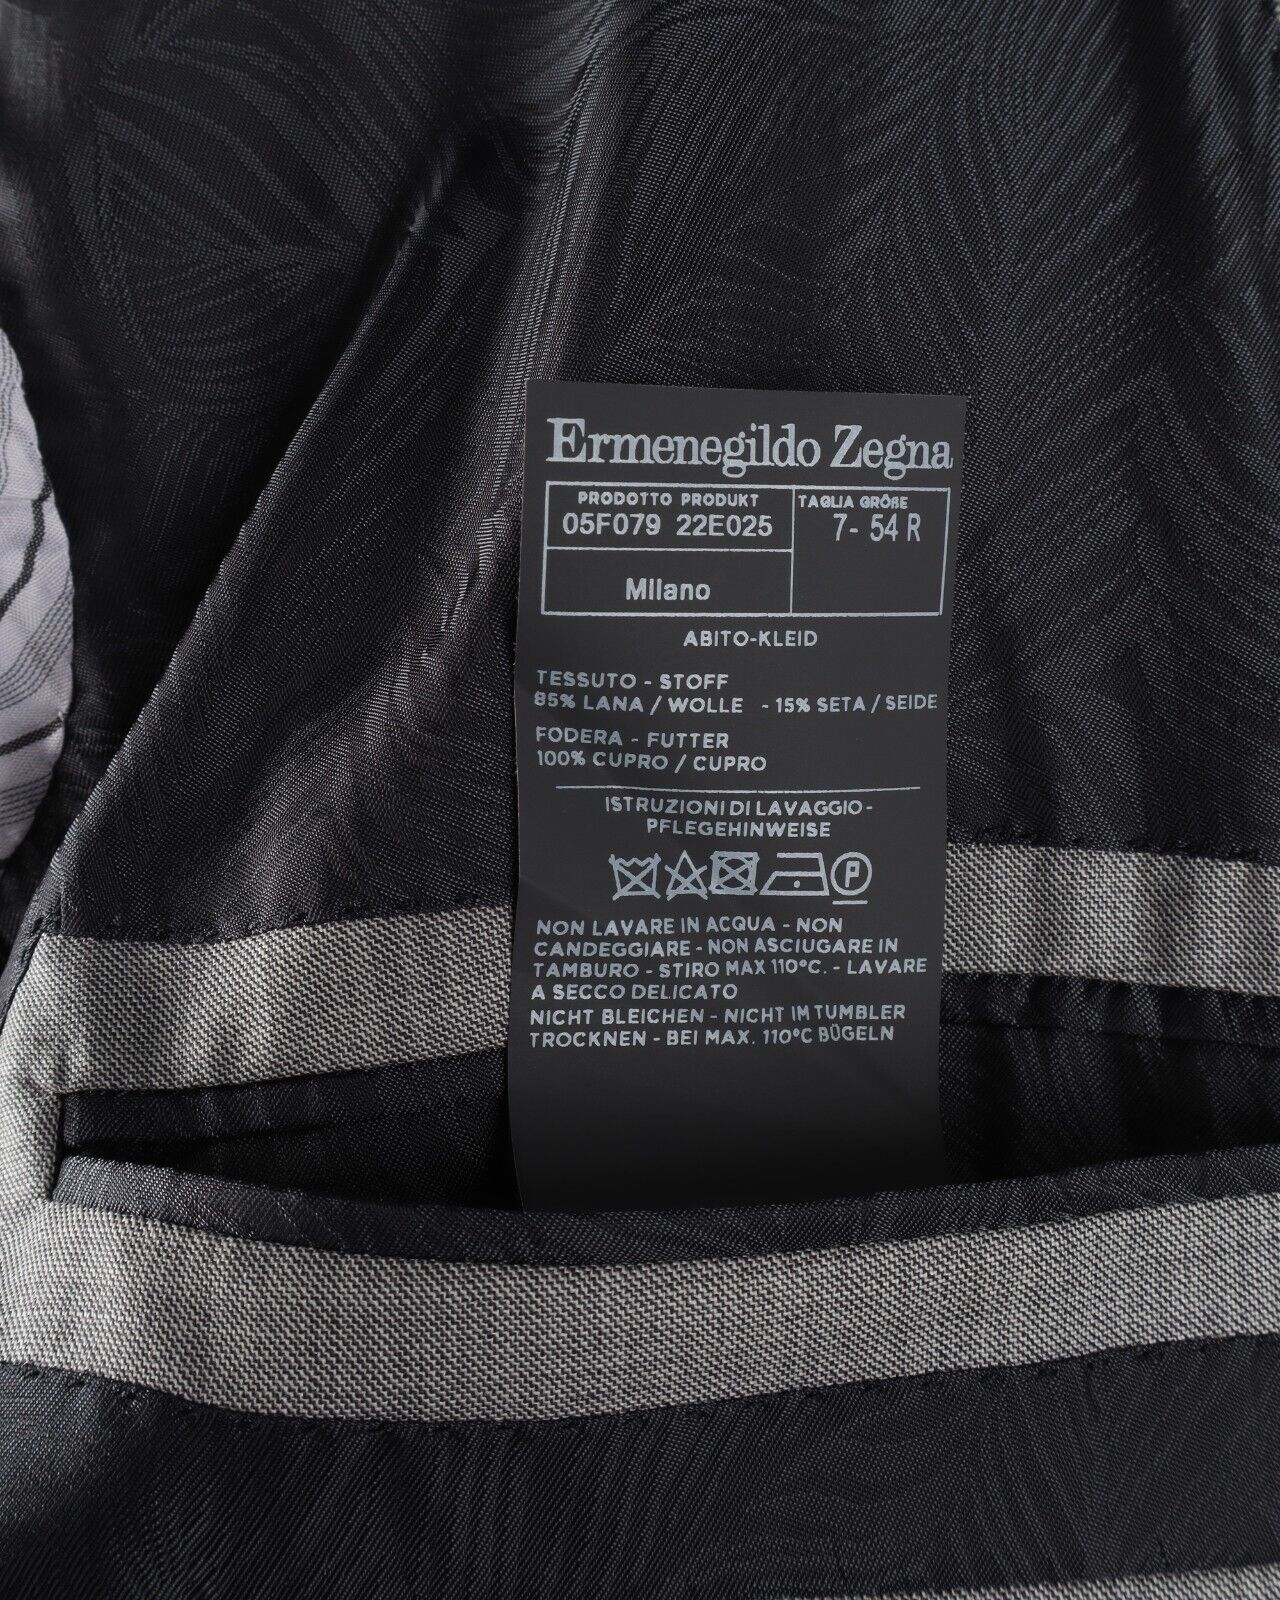 Ermenegildo Zegna
PRODOTTO PRODUKT
05F079 22E025
TAGLIA GRÖßE
7- 54 R
Milano
ABITO-KLEID
TESSUTO - STOFF
85% LANA / WOLLE - 15% SETA / SEIDE
FODERA - FUTTER
100% CUPRO / CUPRO
ISTRUZIONI DI LAVAGGIO-
PFLEGEHINWEISE
P
NON LAVARE IN ACQUA - NON
CANDEGGIARE - NON ASCIUGARE IN
TAMBURO - STIRO MAX 110°C. - LAVARE
A SECCO DELICATO
NICHT BLEICHEN - NICHT IM TUMBLER
TROCKNEN - BEI MAX. 110°C BÜGELN